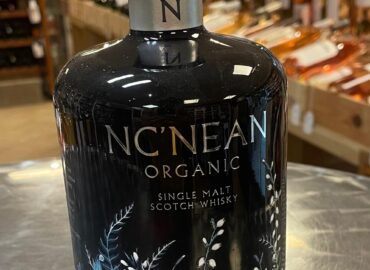 N
NC'NEAN
ORGANIC
SINGLE MALT
SCOTCH WHISKY